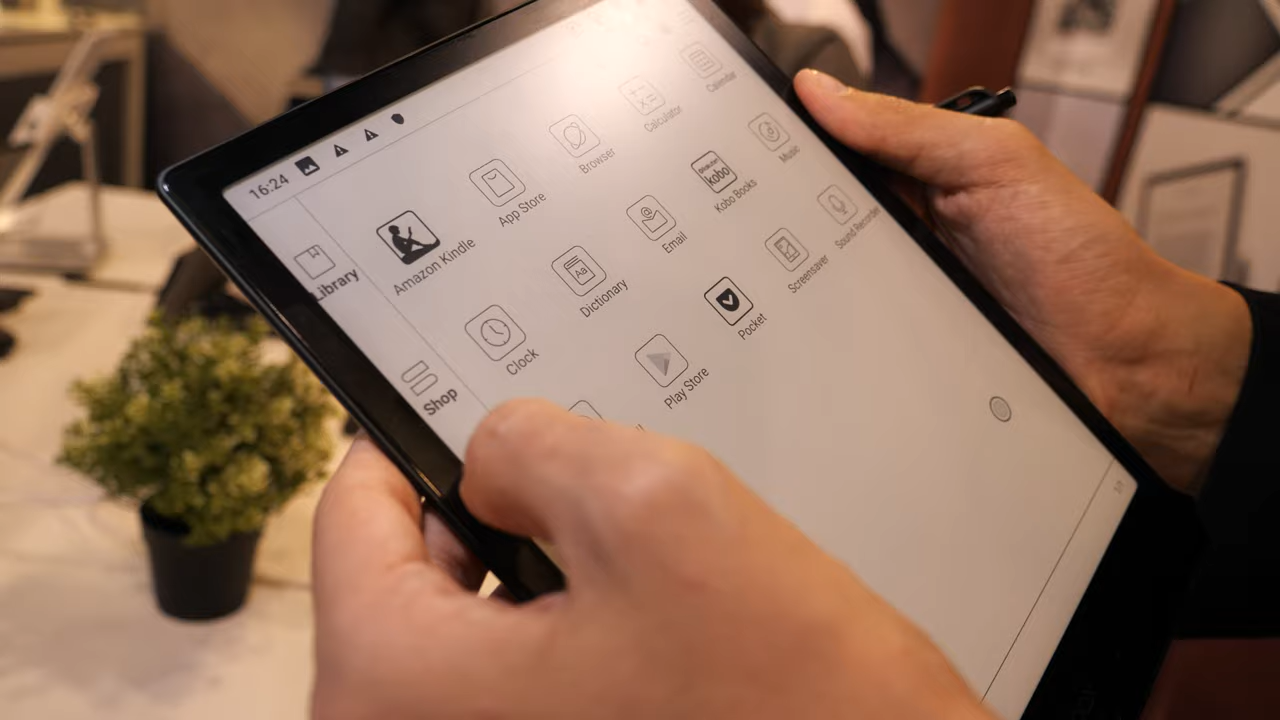 16:24
Library
Shop
Amazon Kindle
App Store
Browser
Calculator
Calendar
Clock
Dictionary
Aa
Email
kobo
Kobo Books
Music
Play Store
Pocket
Screensaver
Sound Recorder